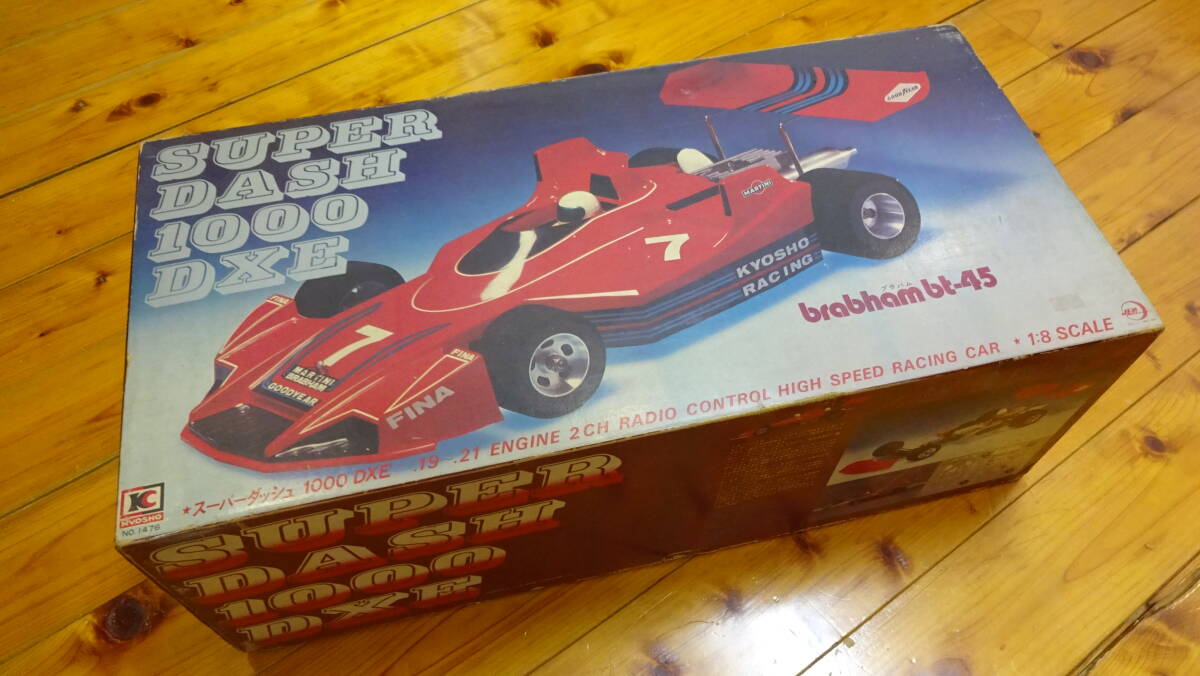 SUPER
DASH
1000
DXE
GOODYEAR
MARTINI
7
KYOSHO
RACING
ブラバム
brabham bt-45
7
FINA
FINA
MARTINI
BRABHAM
GOODYEAR
FINA
★スーパーダッシュ 1000 DXE .19-.21 ENGINE 2CH RADIO CONTROL HIGH SPEED RACING CAR ★ 1:8 SCALE
KC
KYOSHO
NO.1476
SUPER
DASH
1000
DXE